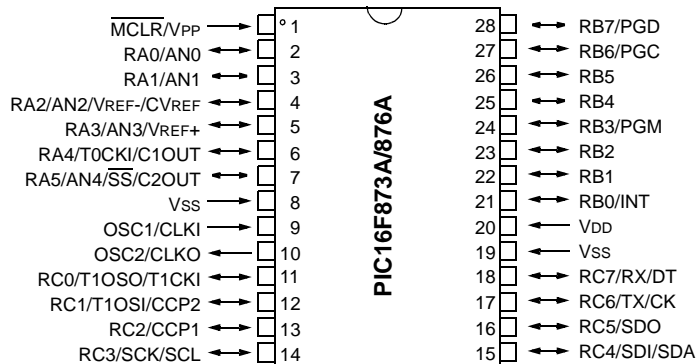 MCLR/VPP 1 28 RB7/PGD
RA0/AN0 2 27 RB6/PGC
RA1/AN1 3 26 RB5
RA2/AN2/VREF-/CVREF 4 25 RB4
RA3/AN3/VREF+ 5 24 RB3/PGM
RA4/T0CKI/C1OUT 6 23 RB2
RA5/AN4/SS/C2OUT 7 22 RB1
VSS 8 21 RB0/INT
OSC1/CLKI 9 20 VDD
OSC2/CLKO 10 19 VSS
RC0/T1OSO/T1CKI 11 18 RC7/RX/DT
RC1/T1OSI/CCP2 12 17 RC6/TX/CK
RC2/CCP1 13 16 RC5/SDO
RC3/SCK/SCL 14 15 RC4/SDI/SDA
PIC16F873A/876A